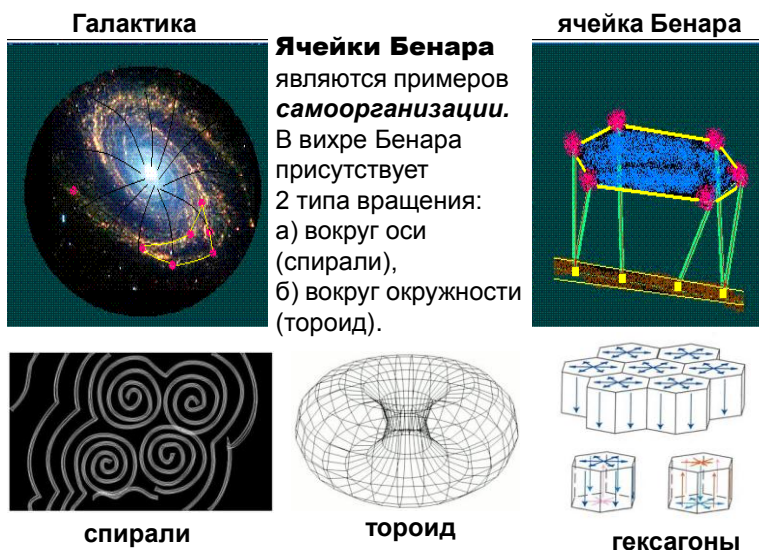 Галактика
Ячейки Бенара
являются примеров
самоорганизации.
В вихре Бенара
присутствует
2 типа вращения:
а) вокруг оси
(спирали),
б) вокруг окружности
(тороид).
ячейка Бенара
спирали
тороид
гексагоны